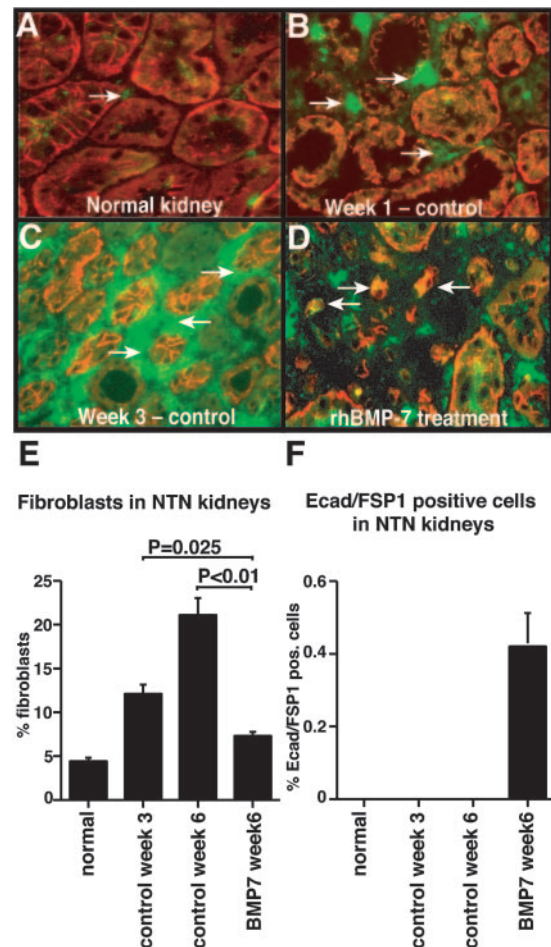 A
Normal kidney
B
Week 1 – control
C
Week 3 – control
D
rhBMP-7 treatment
E
Fibroblasts in NTN kidneys
P=0.025
P<0.01
% fibroblasts
25
20
15
10
5
0
normal
control week 3
control week 6
BMP7 week6
F
Ecad/FSP1 positive cells
in NTN kidneys
% Ecad/FSP1 pos. cells
0.6
0.4
0.2
0
normal
control week 3
control week 6
BMP7 week6